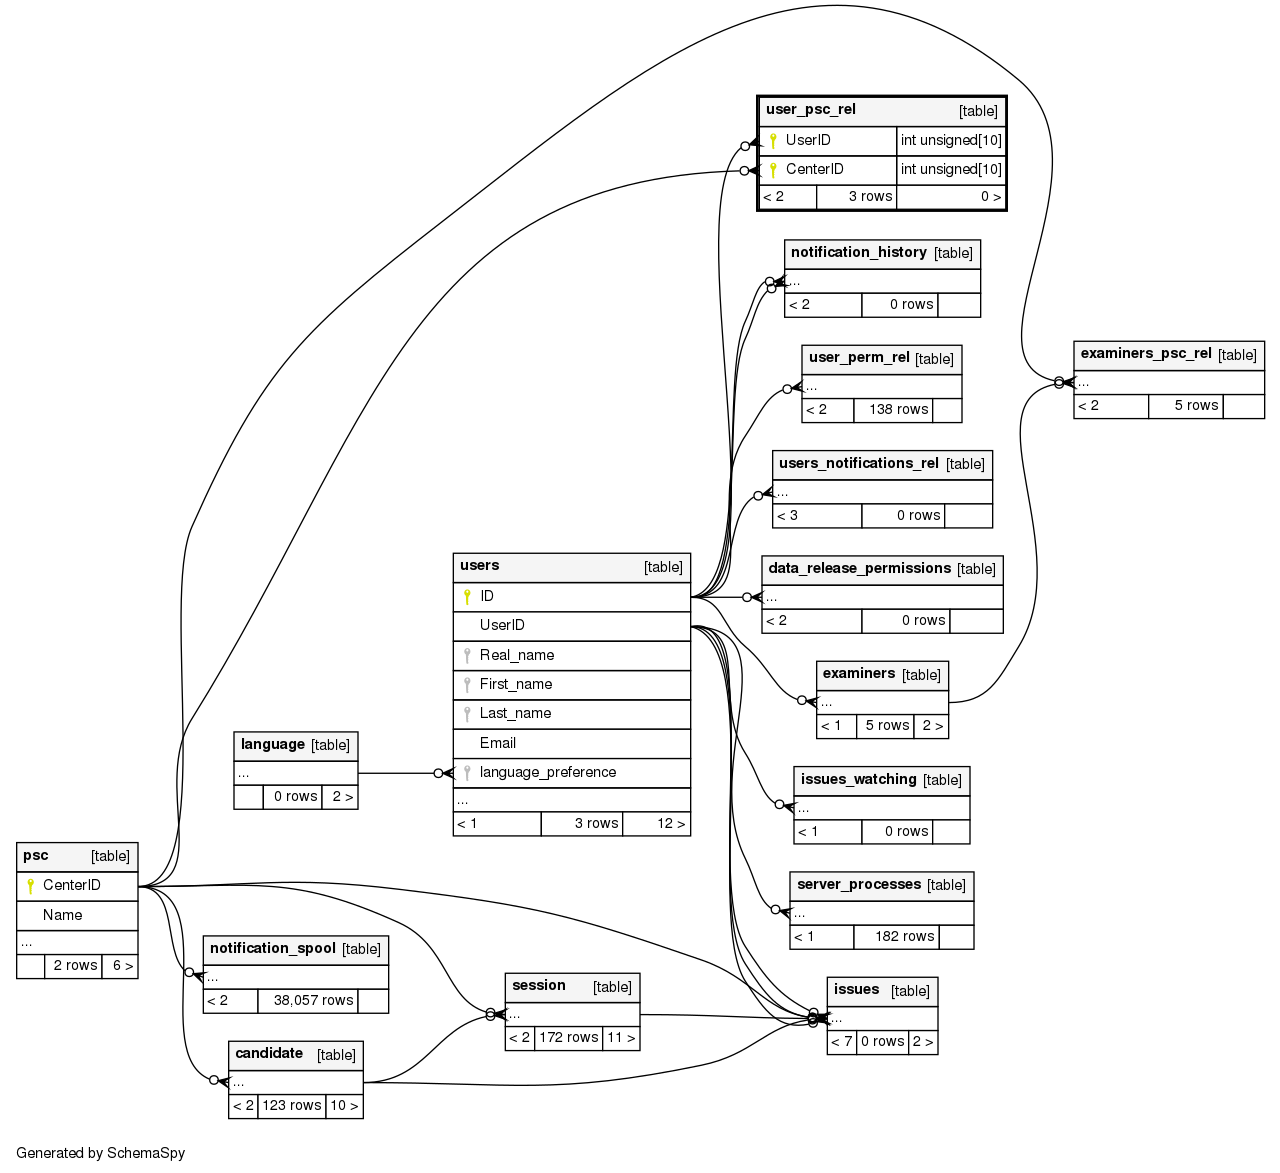 user_psc_rel [table]
UserID int unsigned[10]
CenterID int unsigned[10]
< 2 3 rows 0 >
notification_history [table]
...
< 2 0 rows
user_perm_rel [table]
...
< 2 138 rows
examiners_psc_rel [table]
...
< 2 5 rows
users_notifications_rel [table]
...
< 3 0 rows
users [table]
ID
UserID
Real_name
First_name
Last_name
Email
language_preference
...
< 1 3 rows 12 >
data_release_permissions [table]
...
< 2 0 rows
examiners [table]
...
< 1 5 rows 2 >
language [table]
...
0 rows 2 >
issues_watching [table]
...
< 1 0 rows
psc [table]
CenterID
Name
...
2 rows 6 >
server_processes [table]
...
< 1 182 rows
notification_spool [table]
...
< 2 38,057 rows
session [table]
...
< 2 172 rows 11 >
issues [table]
...
< 7 0 rows 2 >
candidate [table]
...
< 2 123 rows 10 >
Generated by SchemaSpy